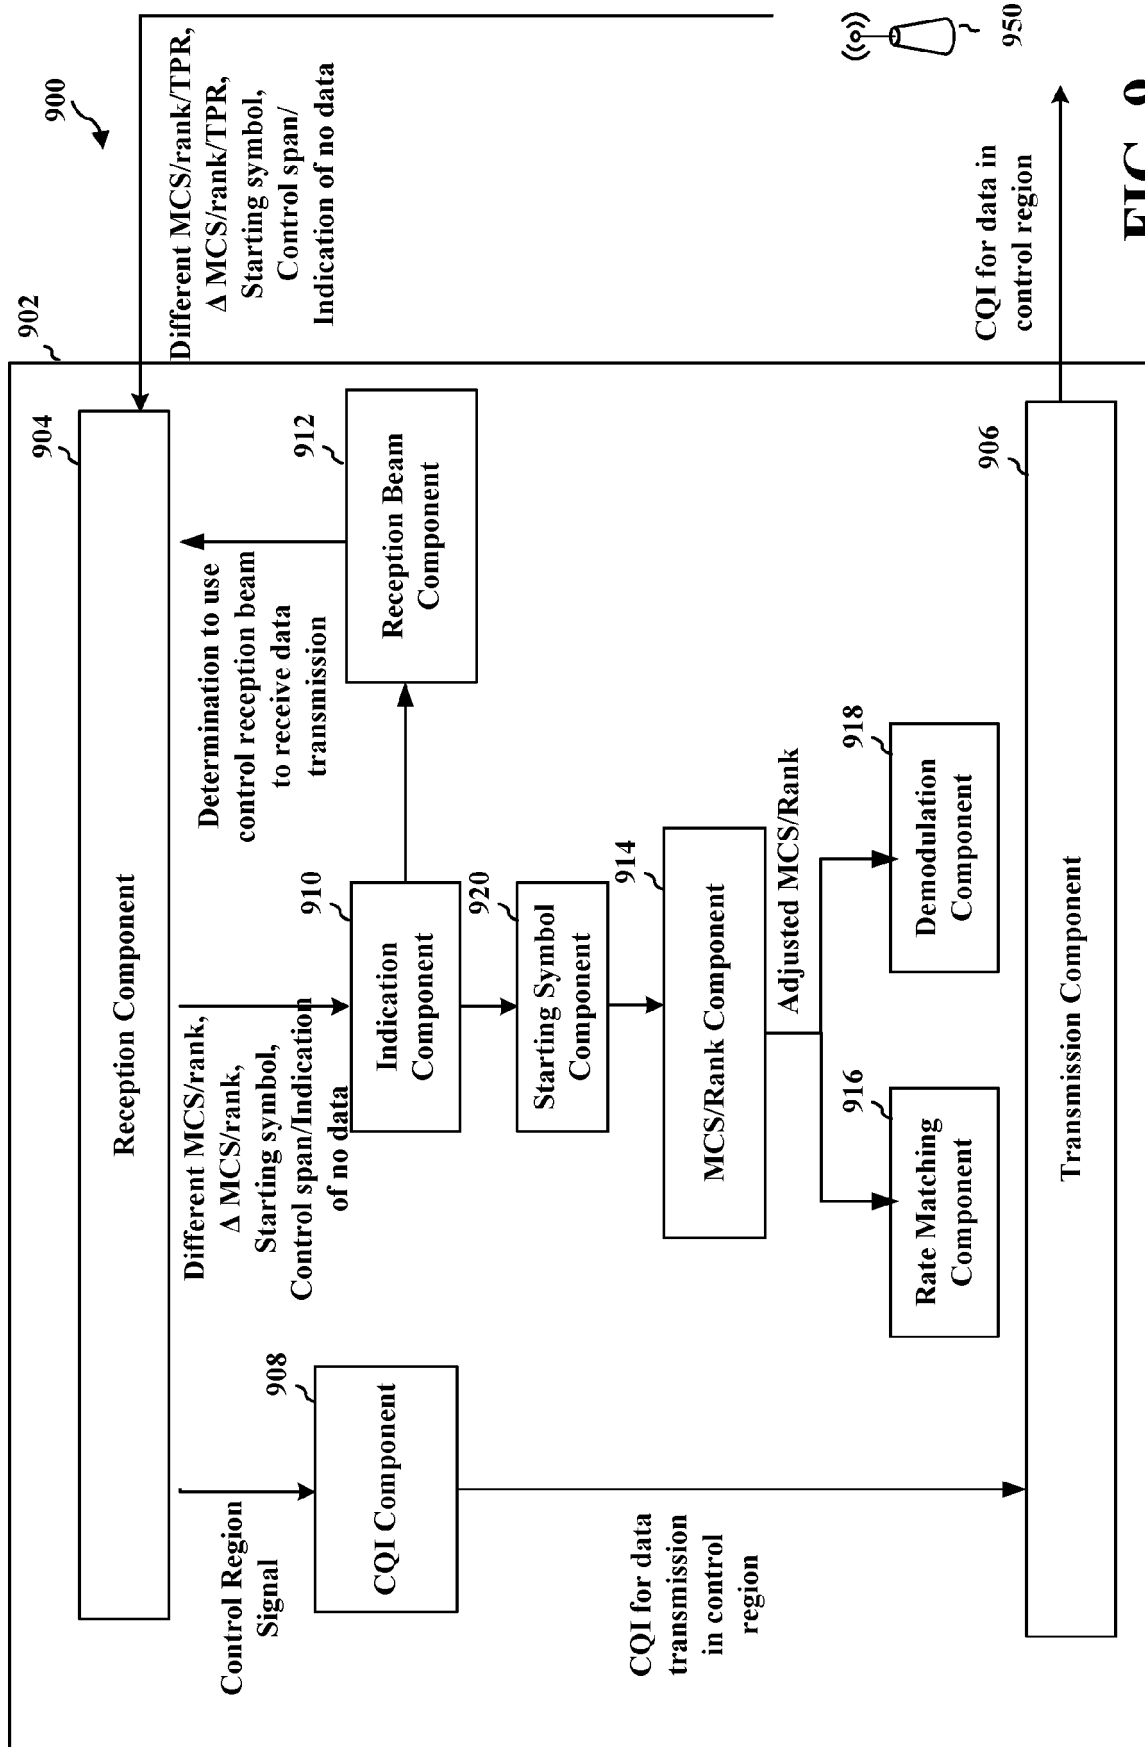 900
902
Different MCS/rank/TPR,
Δ MCS/rank/TPR,
Starting symbol,
Control span/
Indication of no data
950
904
Reception Component
Control Region
Signal
Different MCS/rank,
Δ MCS/rank,
Starting symbol,
Control span/Indication
of no data
Determination to use
control reception beam
to receive data
transmission
908
CQI Component
910
Indication
Component
912
Reception Beam
Component
920
Starting Symbol
Component
914
MCS/Rank Component
Adjusted MCS/Rank
916
Rate Matching
Component
918
Demodulation
Component
CQI for data
transmission
in control
region
906
Transmission Component
CQI for data in
control region
FIG. 9